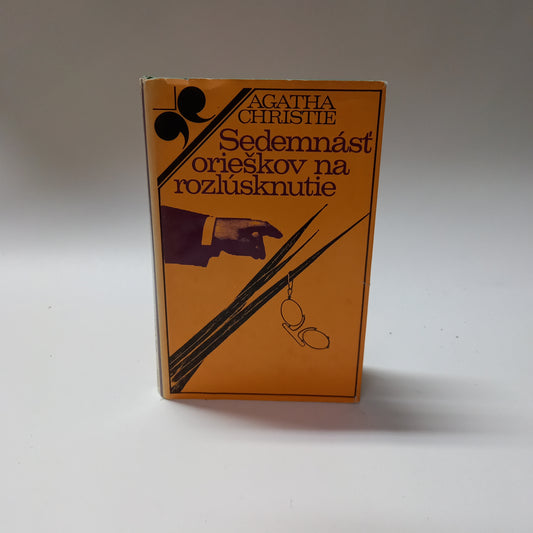 AGATHA
CHRISTIE
Sedemnásť
orieškov na
rozlúsknutie